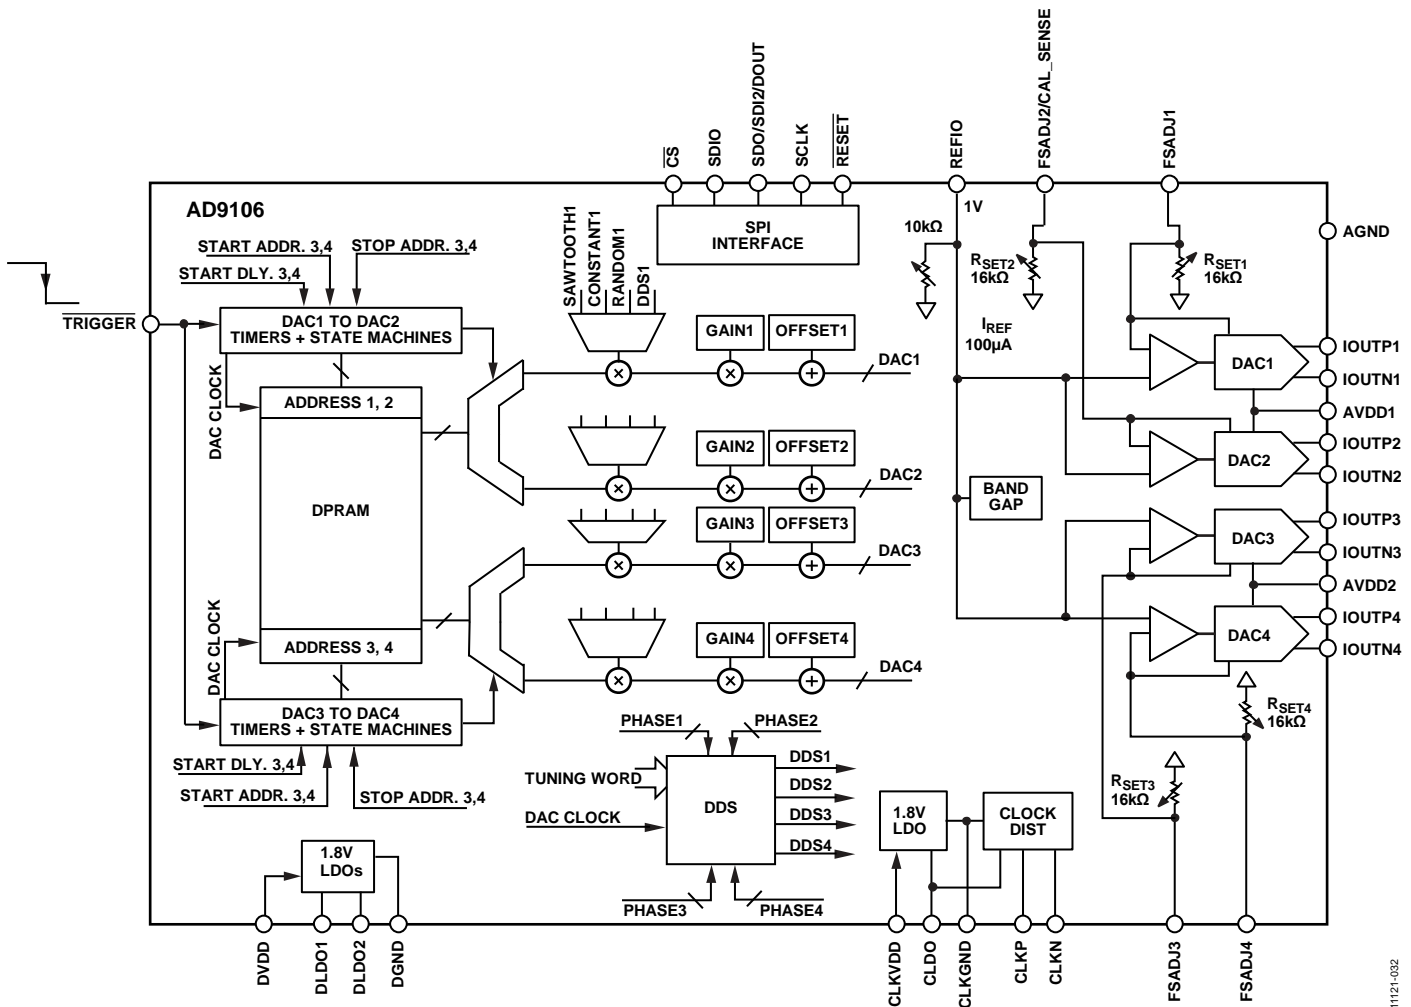 CS
SDIO
SDO/SDI2/DOUT
SCLK
RESET
REFIO
FSADJ2/CAL_SENSE
FSADJ1
AD9106
START ADDR. 3,4
STOP ADDR. 3,4
START DLY. 3,4
TRIGGER
DAC1 TO DAC2
TIMERS + STATE MACHINES
DAC CLOCK
ADDRESS 1, 2
DPRAM
ADDRESS 3, 4
DAC CLOCK
DAC3 TO DAC4
TIMERS + STATE MACHINES
START DLY. 3,4
START ADDR. 3,4
STOP ADDR. 3,4
SPI
INTERFACE
SAWTOOTH1
CONSTANT1
RANDOM1
DDS1
GAIN1
OFFSET1
DAC1
GAIN2
OFFSET2
DAC2
GAIN3
OFFSET3
DAC3
GAIN4
OFFSET4
DAC4
1V
10kΩ
RSET2
16kΩ
RSET1
16kΩ
IREF
100µA
BAND
GAP
DAC1
DAC2
DAC3
DAC4
AGND
IOUTP1
IOUTN1
AVDD1
IOUTP2
IOUTN2
IOUTP3
IOUTN3
AVDD2
IOUTP4
IOUTN4
RSET4
16kΩ
RSET3
16kΩ
PHASE1
PHASE2
TUNING WORD
DAC CLOCK
DDS
DDS1
DDS2
DDS3
DDS4
PHASE3
PHASE4
1.8V
LDO
CLOCK
DIST
1.8V
LDOs
DVDD
DLDO1
DLDO2
DGND
CLKVDD
CLDO
CLKGND
CLKP
CLKN
FSADJ3
FSADJ4
11121-032